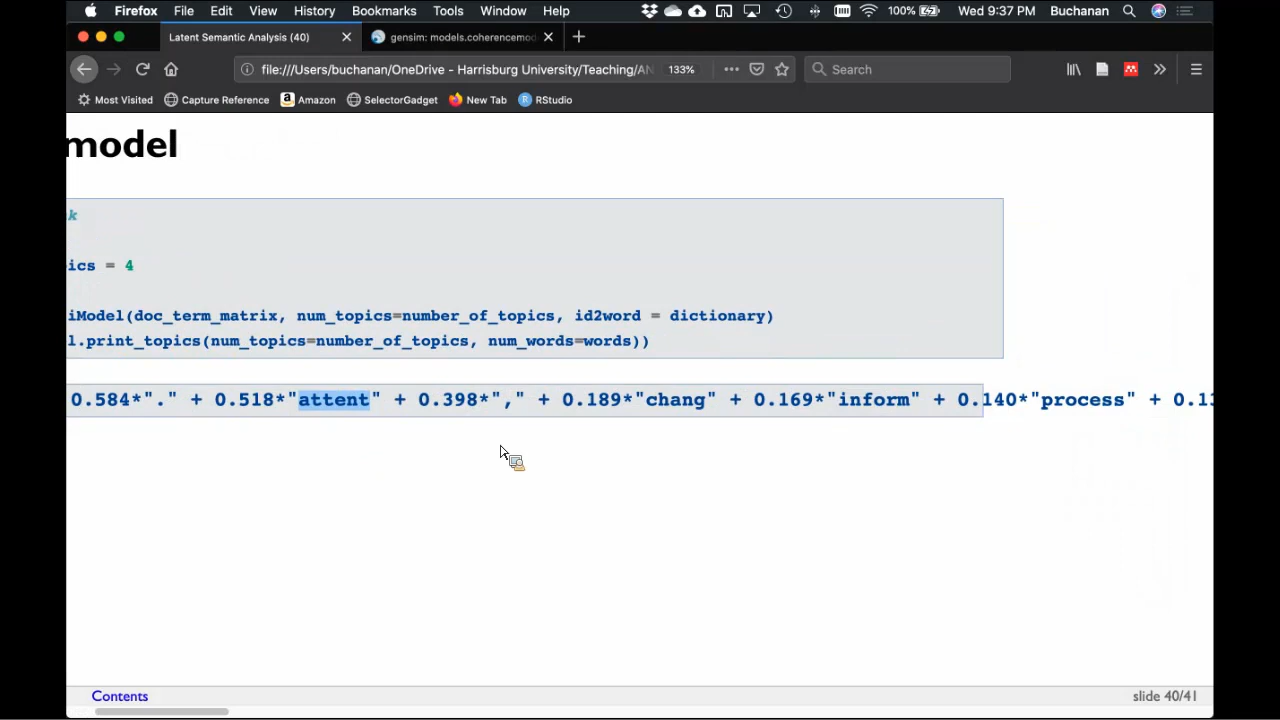 Firefox File Edit View History Bookmarks Tools Window Help 100% Wed 9:37 PM Buchanan
Latent Semantic Analysis (40) gensim: models.coherencemod
file:///Users/buchanan/OneDrive - Harrisburg University/Teaching/AN 133% Search
Most Visited Capture Reference Amazon SelectorGadget New Tab RStudio
model
k
ics = 4
iModel(doc_term_matrix, num_topics=number_of_topics, id2word = dictionary)
l.print_topics(num_topics=number_of_topics, num_words=words))
0.584*"." + 0.518*"attent" + 0.398*"," + 0.189*"chang" + 0.169*"inform" + 0.140*"process" + 0.1
Contents slide 40/41